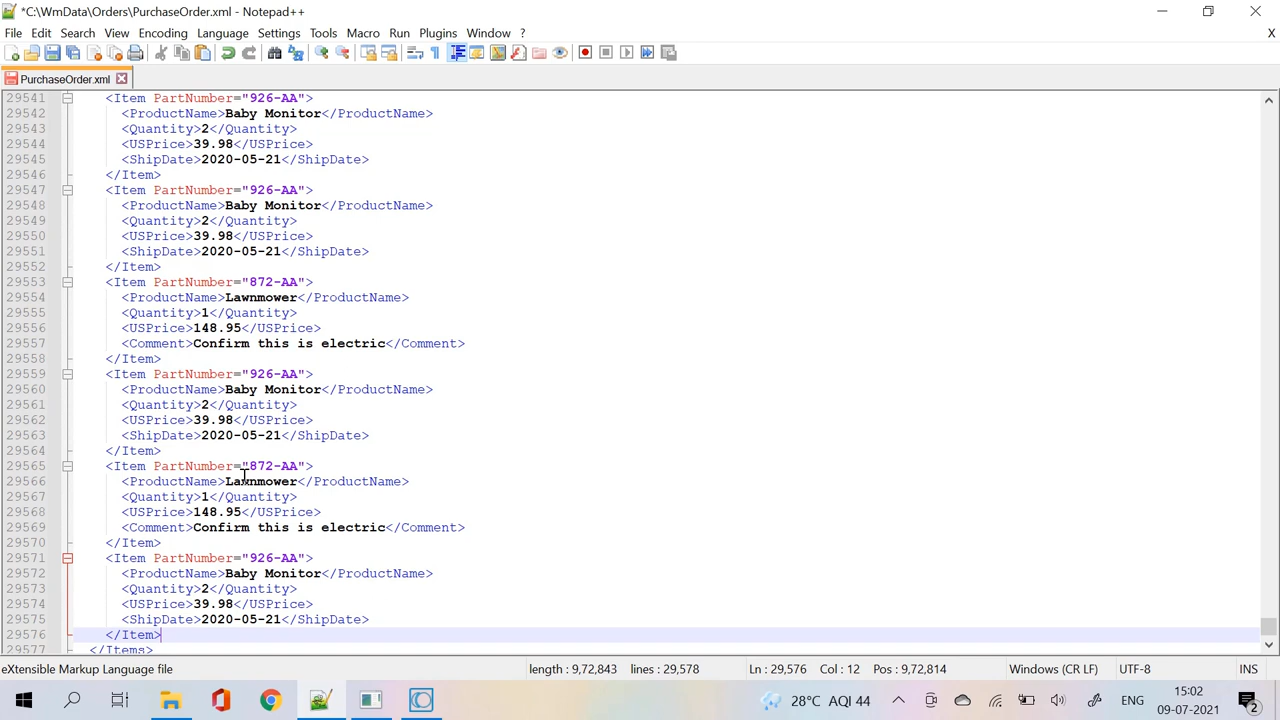 *C:\WmData\Orders\PurchaseOrder.xml - Notepad++
File Edit Search View Encoding Language Settings Tools Macro Run Plugins Window ? X
PurchaseOrder.xml
29541 <Item PartNumber="926-AA">
29542 <ProductName>Baby Monitor</ProductName>
29543 <Quantity>2</Quantity>
29544 <USPrice>39.98</USPrice>
29545 <ShipDate>2020-05-21</ShipDate>
29546 </Item>
29547 <Item PartNumber="926-AA">
29548 <ProductName>Baby Monitor</ProductName>
29549 <Quantity>2</Quantity>
29550 <USPrice>39.98</USPrice>
29551 <ShipDate>2020-05-21</ShipDate>
29552 </Item>
29553 <Item PartNumber="872-AA">
29554 <ProductName>Lawnmower</ProductName>
29555 <Quantity>1</Quantity>
29556 <USPrice>148.95</USPrice>
29557 <Comment>Confirm this is electric</Comment>
29558 </Item>
29559 <Item PartNumber="926-AA">
29560 <ProductName>Baby Monitor</ProductName>
29561 <Quantity>2</Quantity>
29562 <USPrice>39.98</USPrice>
29563 <ShipDate>2020-05-21</ShipDate>
29564 </Item>
29565 <Item PartNumber="872-AA">
29566 <ProductName>Lawnmower</ProductName>
29567 <Quantity>1</Quantity>
29568 <USPrice>148.95</USPrice>
29569 <Comment>Confirm this is electric</Comment>
29570 </Item>
29571 <Item PartNumber="926-AA">
29572 <ProductName>Baby Monitor</ProductName>
29573 <Quantity>2</Quantity>
29574 <USPrice>39.98</USPrice>
29575 <ShipDate>2020-05-21</ShipDate>
29576 </Item>
29577 </Items>
eXtensible Markup Language file length : 9,72,843 lines : 29,578 Ln : 29,576 Col : 12 Pos : 9,72,814 Windows (CR LF) UTF-8 INS
28°C AQI 44 ENG 15:02
09-07-2021 2